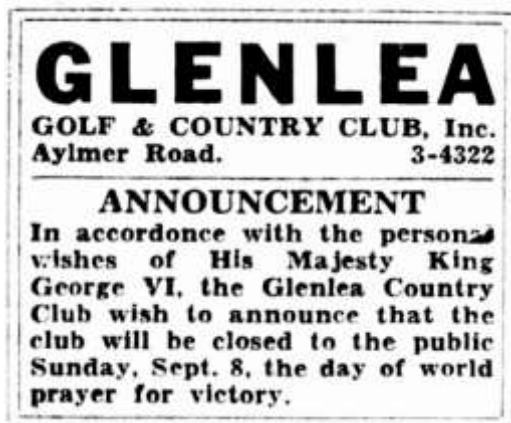 GLENLEA
GOLF & COUNTRY CLUB, Inc.
Aylmer Road. 3-4322
ANNOUNCEMENT
In accordonce with the personal
wishes of His Majesty King
George VI, the Glenlea Country
Club wish to announce that the
club will be closed to the public
Sunday, Sept. 8, the day of world
prayer for victory.